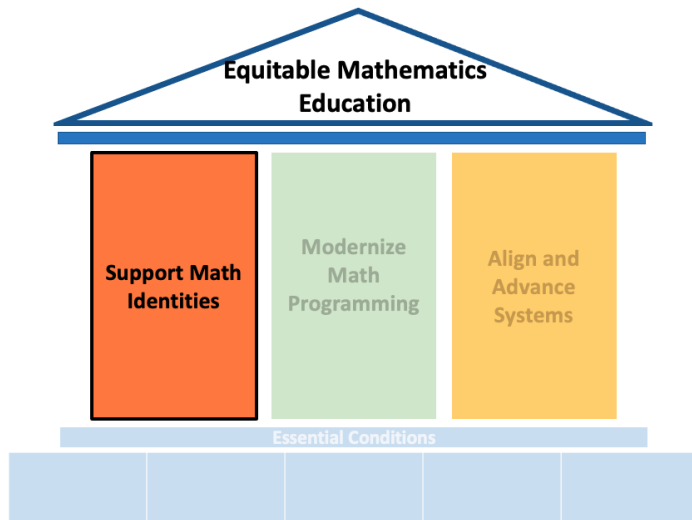 Equitable Mathematics
Education
Support Math
Identities
Modernize
Math
Programming
Align and
Advance
Systems
Essential Conditions